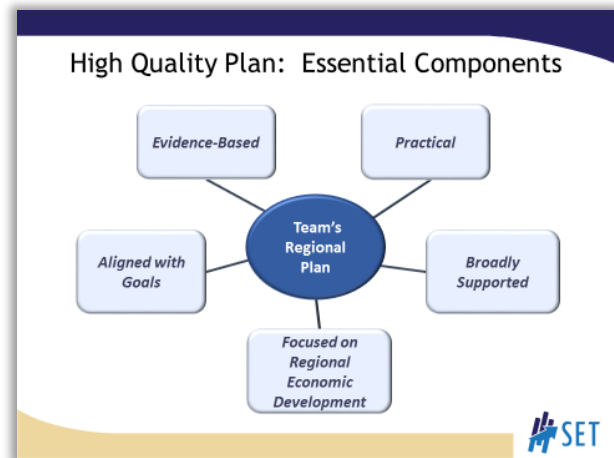 High Quality Plan:  Essential Components
Evidence-Based
Practical
Team's
Regional
Plan
Aligned with
Goals
Broadly
Supported
Focused on
Regional
Economic
Development
SET